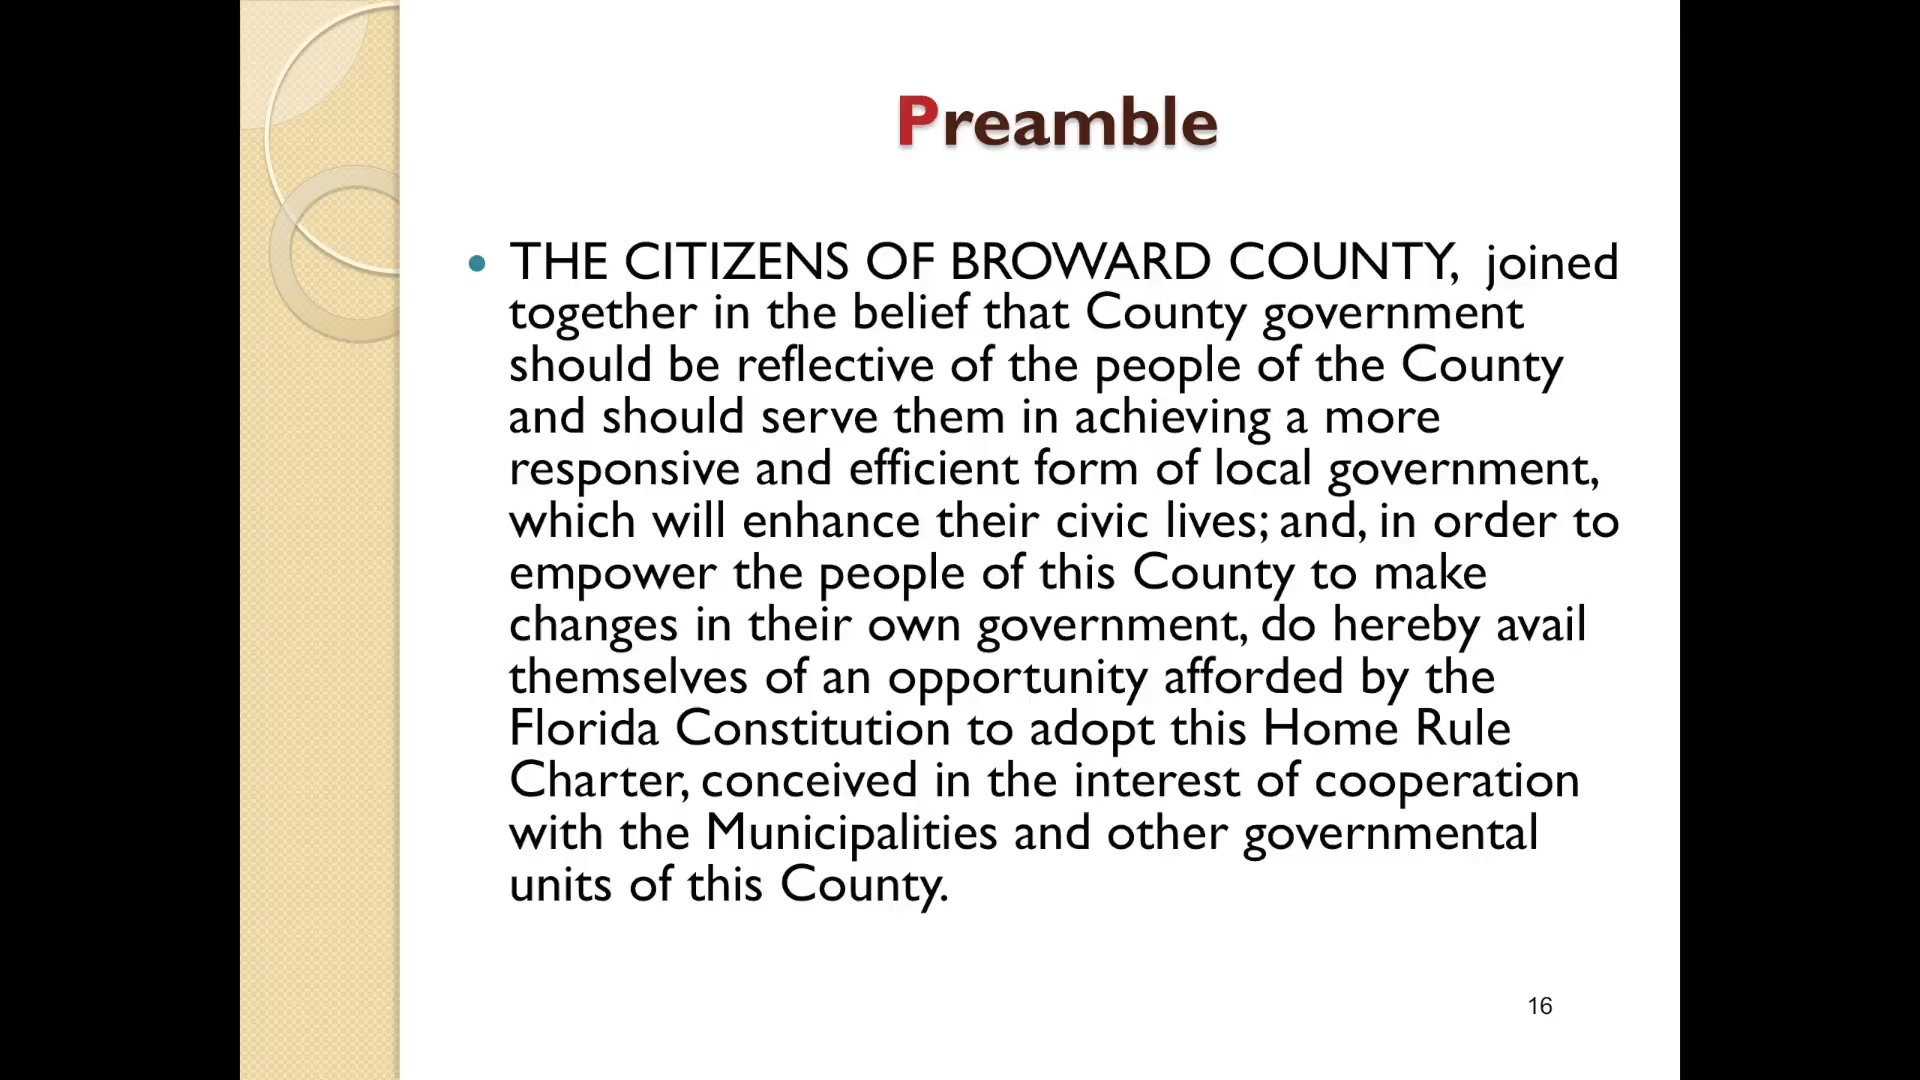 Preamble
• THE CITIZENS OF BROWARD COUNTY,  joined
together in the belief that County government
should be reflective of the people of the County
and should serve them in achieving a more
responsive and efficient form of local government,
which will enhance their civic lives; and, in order to
empower the people of this County to make
changes in their own government, do hereby avail
themselves of an opportunity afforded by the
Florida Constitution to adopt this Home Rule
Charter, conceived in the interest of cooperation
with the Municipalities and other governmental
units of this County.
16